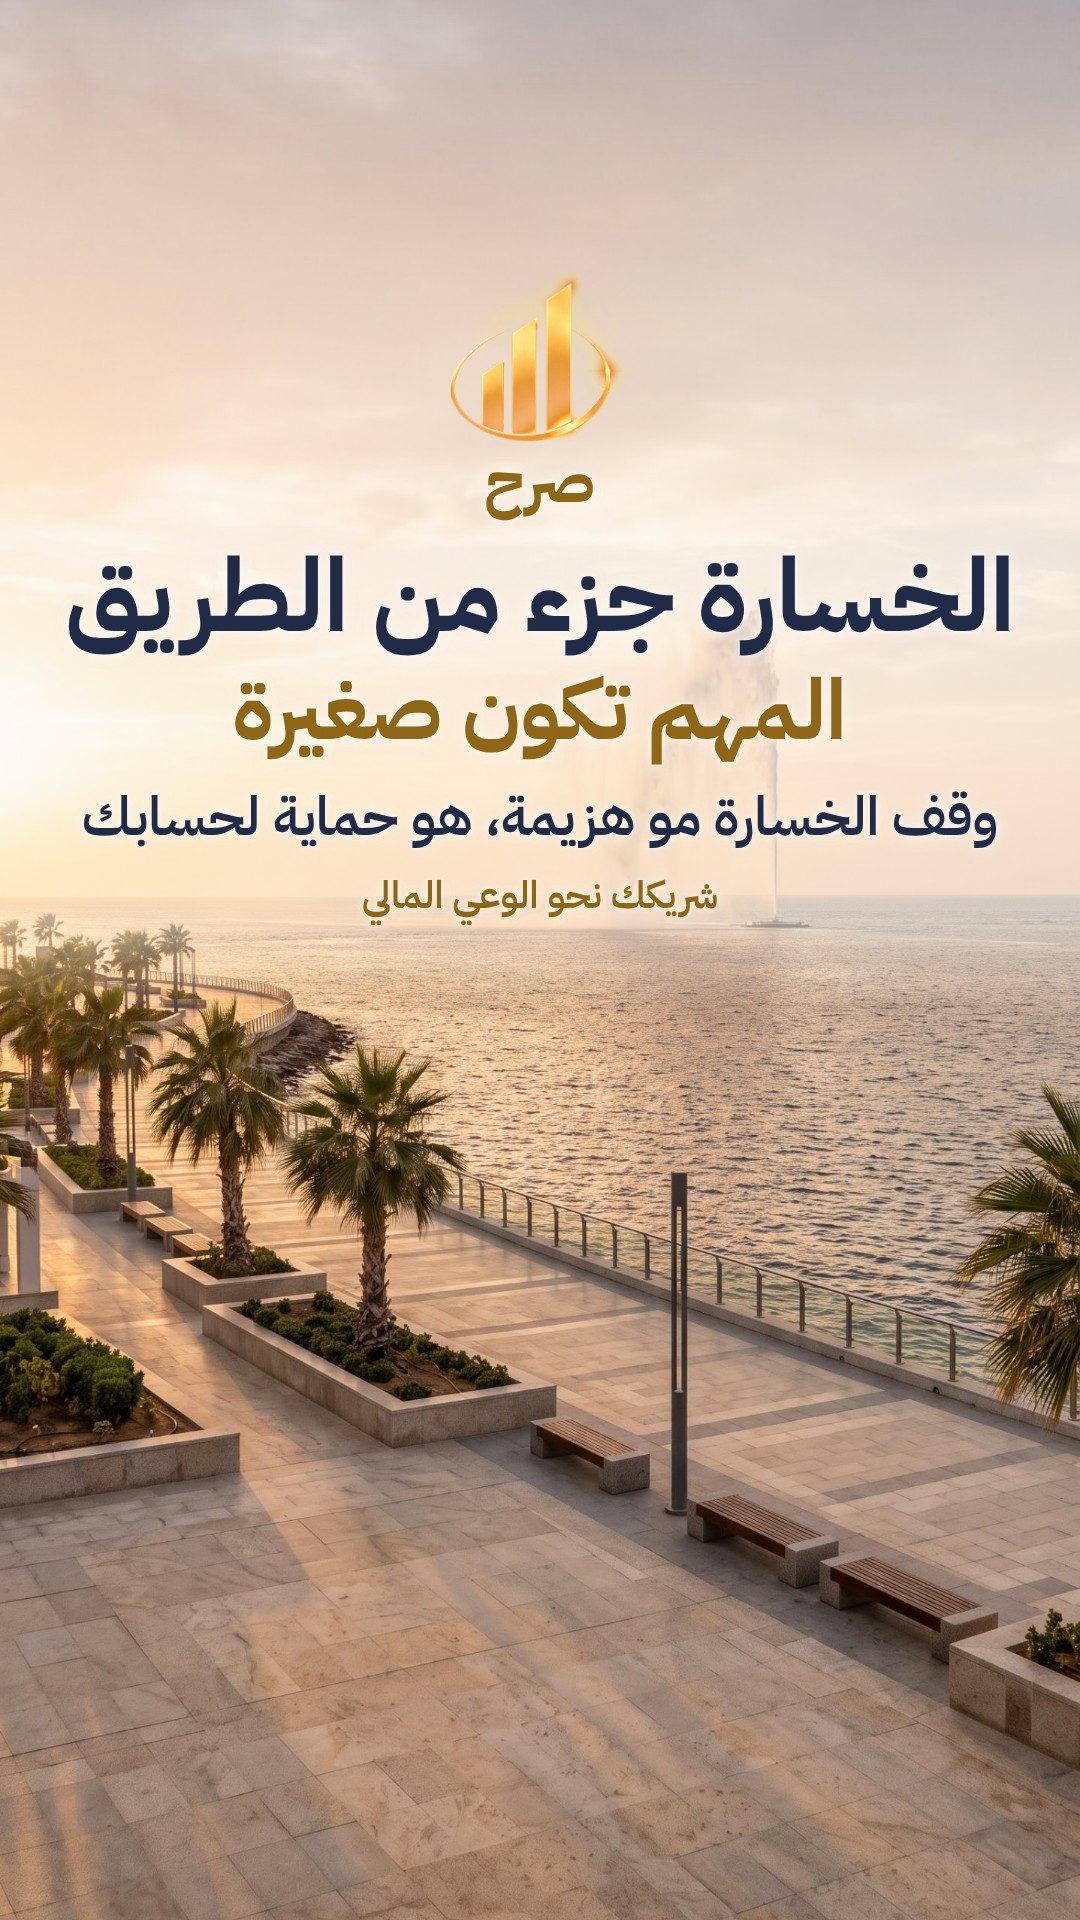 صرح
الخسارة جزء من الطريق
المهم تكون صغيرة
وقف الخسارة مو هزيمة، هو حماية لحسابك
شريكك نحو الوعي المالي